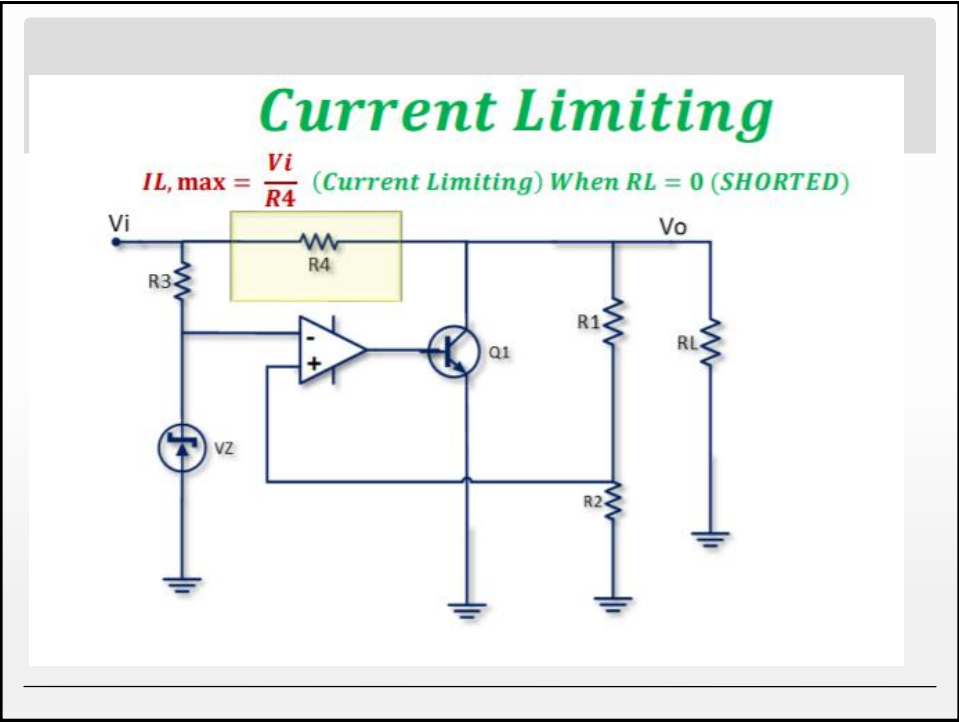 Current Limiting
IL, max = Vi/R4 (Current Limiting) When RL = 0 (SHORTED)
Vi
Vo
R4
R3
R1
RL
-
+
Q1
VZ
R2